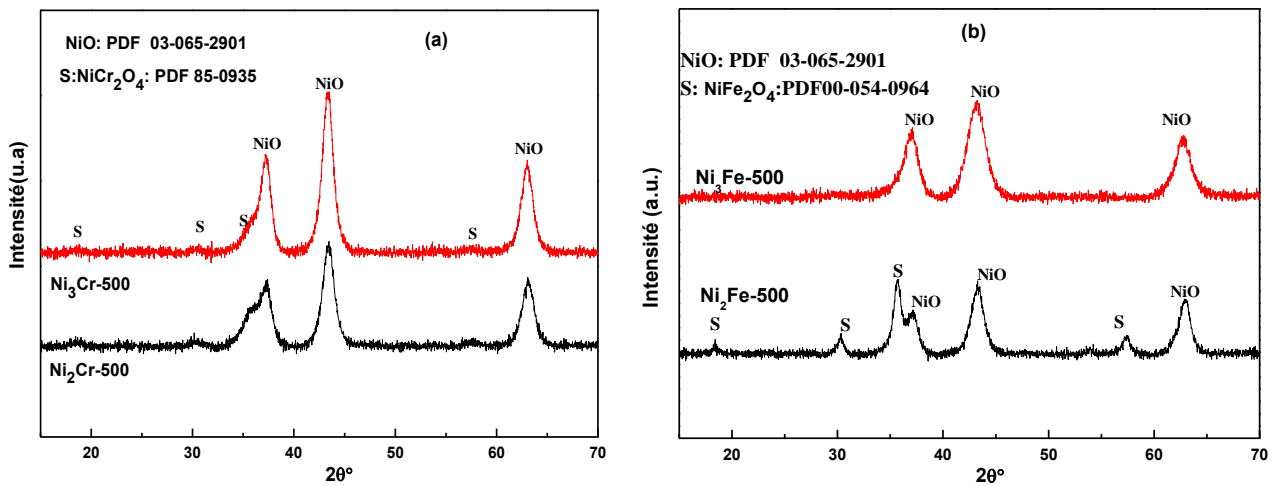 (a)
NiO: PDF 03-065-2901
S:NiCr2O4: PDF 85-0935
NiO
NiO
NiO
S
S
S
S
Ni3Cr-500
Ni2Cr-500
Intensité(u.a)
20
30
40
50
60
70
2θ°
(b)
NiO: PDF 03-065-2901
S: NiFe2O4:PDF00-054-0964
NiO
NiO
NiO
Ni3Fe-500
Ni2Fe-500
S
S
S
NiO
NiO
S
NiO
Intensité (a.u.)
20
30
40
50
60
70
2θ°